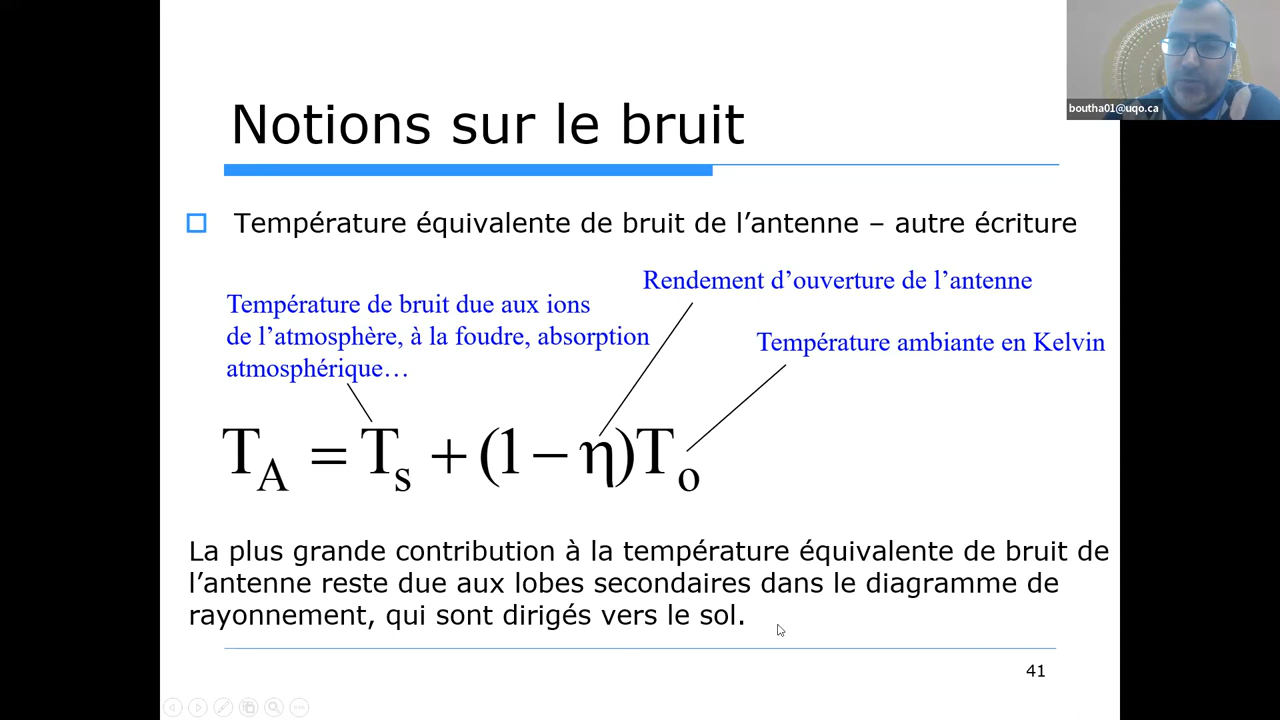 boutha01@uqo.ca
Notions sur le bruit
Température équivalente de bruit de l’antenne – autre écriture
Rendement d’ouverture de l’antenne
Température de bruit due aux ions
de l’atmosphère, à la foudre, absorption
atmosphérique…
Température ambiante en Kelvin
T_A = T_s + (1 − η)T_o
La plus grande contribution à la température équivalente de bruit de
l’antenne reste due aux lobes secondaires dans le diagramme de
rayonnement, qui sont dirigés vers le sol.
41